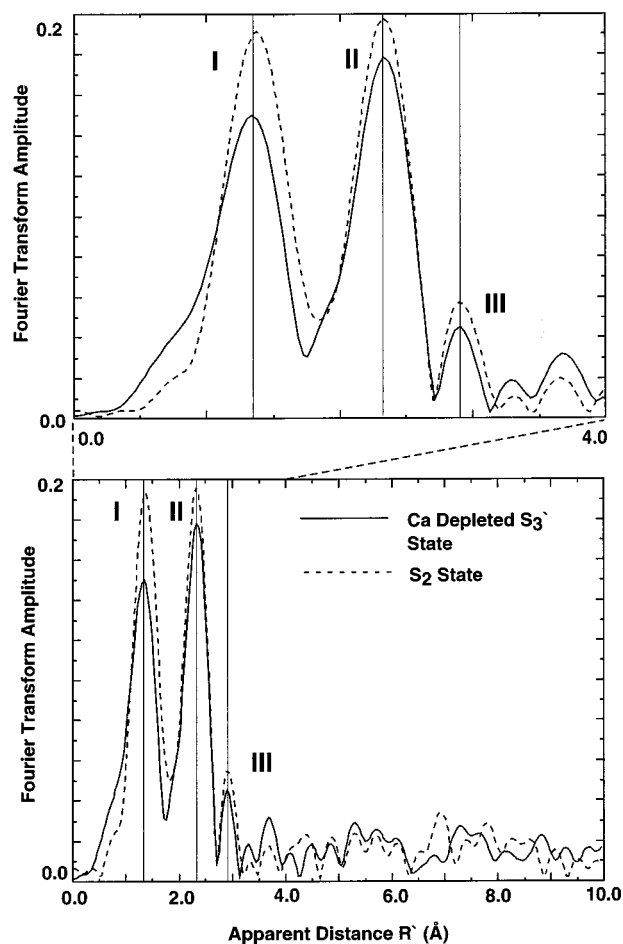 0.2
I
II
III
Fourier Transform Amplitude
0.0
0.0
4.0
0.2
I
II
Ca Depleted S3`
State
S2 State
III
Fourier Transform Amplitude
0.0
0.0
2.0
4.0
6.0
8.0
10.0
Apparent Distance R` (Å)